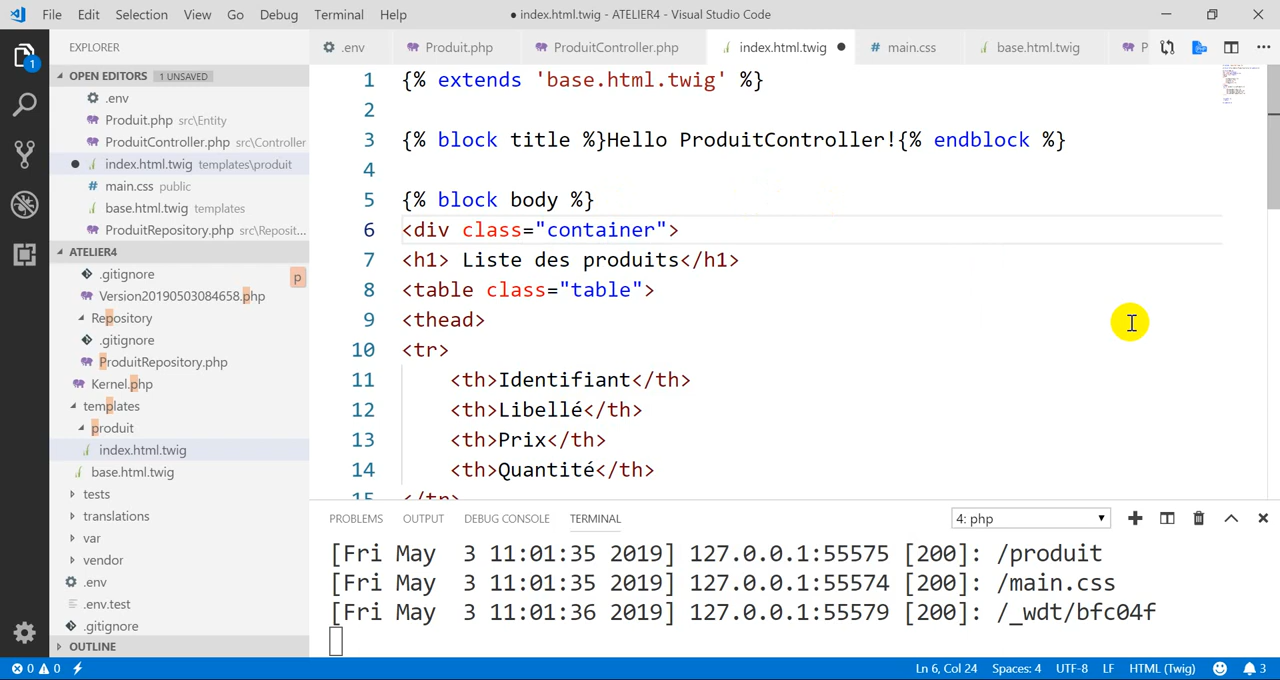 File Edit Selection View Go Debug Terminal Help ● index.html.twig - ATELIER4 - Visual Studio Code
EXPLORER
OPEN EDITORS 1 UNSAVED
.env
Produit.php src\Entity
ProduitController.php src\Controller
index.html.twig templates\produit
main.css public
base.html.twig templates
ProduitRepository.php src\Reposit...
ATELIER4
.gitignore
p
Version20190503084658.php
Repository
.gitignore
ProduitRepository.php
Kernel.php
templates
produit
index.html.twig
base.html.twig
tests
translations
var
vendor
.env
.env.test
.gitignore
OUTLINE
1
.env Produit.php ProduitController.php index.html.twig ● main.css base.html.twig P
1 {% extends 'base.html.twig' %}
2
3 {% block title %}Hello ProduitController!{% endblock %}
4
5 {% block body %}
6 <div class="container">
7 <h1> Liste des produits</h1>
8 <table class="table">
9 <thead>
10 <tr>
11 <th>Identifiant</th>
12 <th>Libellé</th>
13 <th>Prix</th>
14 <th>Quantité</th>
15 </tr>
PROBLEMS OUTPUT DEBUG CONSOLE TERMINAL 4: php
[Fri May  3 11:01:35 2019] 127.0.0.1:55575 [200]: /produit
[Fri May  3 11:01:35 2019] 127.0.0.1:55574 [200]: /main.css
[Fri May  3 11:01:36 2019] 127.0.0.1:55579 [200]: /_wdt/bfc04f
0 0 Ln 6, Col 24 Spaces: 4 UTF-8 LF HTML (Twig) 3